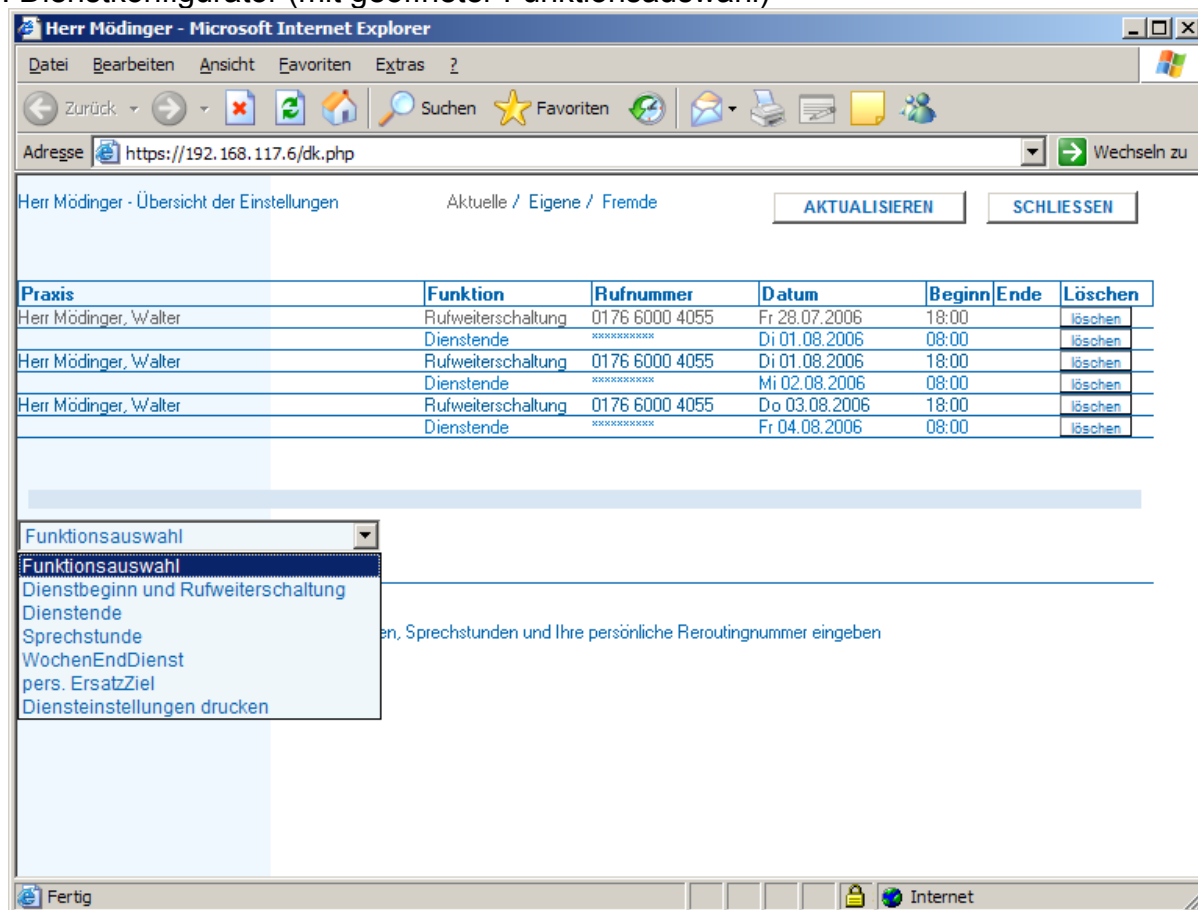 Dienstkonfigurator (mit geöffneter Funktionsauswahl)
Herr Mödinger - Microsoft Internet Explorer
Datei Bearbeiten Ansicht Favoriten Extras ?
Zurück Suchen Favoriten
Adresse https://192.168.117.6/dk.php Wechseln zu
Herr Mödinger - Übersicht der Einstellungen Aktuelle / Eigene / Fremde AKTUALISIEREN SCHLIESSEN
Praxis Funktion Rufnummer Datum Beginn Ende Löschen
Herr Mödinger, Walter Rufweiterschaltung 0176 6000 4055 Fr 28.07.2006 18:00 löschen
Dienstende ********** Di 01.08.2006 08:00 löschen
Herr Mödinger, Walter Rufweiterschaltung 0176 6000 4055 Di 01.08.2006 18:00 löschen
Dienstende ********** Mi 02.08.2006 08:00 löschen
Herr Mödinger, Walter Rufweiterschaltung 0176 6000 4055 Do 03.08.2006 18:00 löschen
Dienstende ********** Fr 04.08.2006 08:00 löschen
Funktionsauswahl
Funktionsauswahl
Dienstbeginn und Rufweiterschaltung
Dienstende
Sprechstunde en, Sprechstunden und Ihre persönliche Reroutingnummer eingeben
WochenEndDienst
pers. ErsatzZiel
Diensteinstellungen drucken
Fertig Internet